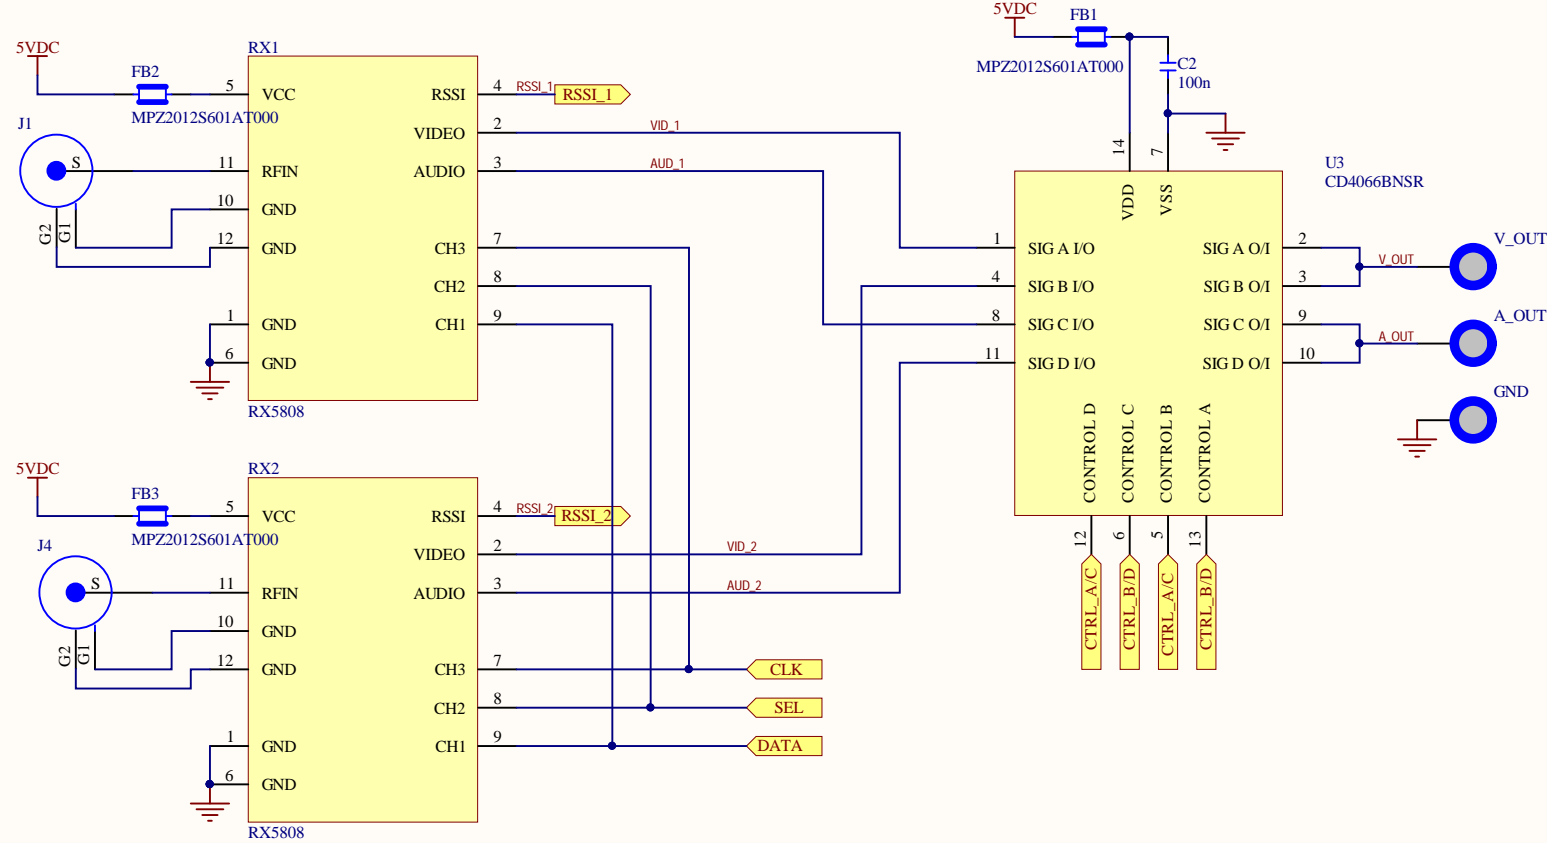 5VDC
FB2
MPZ2012S601AT000
J1
S
G2
G1
RX1
5 VCC
11 RFIN
10 GND
12 GND
1 GND
6 GND
RSSI 4 RSSI_1 RSSI_1
VIDEO 2 VID_1
AUDIO 3 AUD_1
CH3 7
CH2 8
CH1 9
RX5808
5VDC
FB3
MPZ2012S601AT000
J4
S
G2
G1
RX2
5 VCC
11 RFIN
10 GND
12 GND
1 GND
6 GND
RSSI 4 RSSI_2 RSSI_2
VIDEO 2 VID_2
AUDIO 3 AUD_2
CH3 7 CLK
CH2 8 SEL
CH1 9 DATA
RX5808
5VDC
FB1
MPZ2012S601AT000
C2
100n
14 VDD
7 VSS
U3
CD4066BNSR
1 SIG A I/O
4 SIG B I/O
8 SIG C I/O
11 SIG D I/O
SIG A O/I 2
SIG B O/I 3
SIG C O/I 9
SIG D O/I 10
V_OUT V_OUT
A_OUT A_OUT
GND
CONTROL D 12 CTRL_A/C
CONTROL C 6 CTRL_B/D
CONTROL B 5 CTRL_A/C
CONTROL A 13 CTRL_B/D